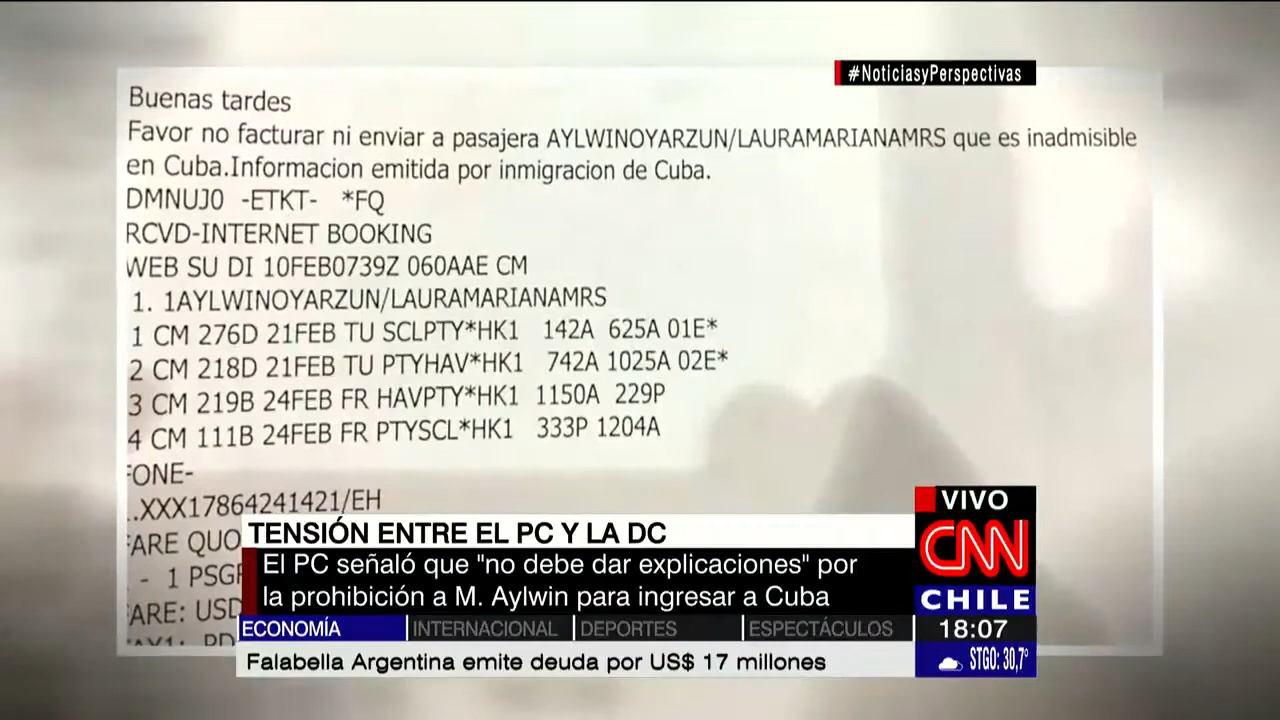 #NoticiasyPerspectivas
Buenas tardes
Favor no facturar ni enviar a pasajera AYLWINOYARZUN/LAURAMARIANAMRS que es inadmisible
en Cuba.Informacion emitida por inmigracion de Cuba.
DMNUJ0 -ETKT- *FQ
RCVD-INTERNET BOOKING
WEB SU DI 10FEB0739Z 060AAE CM
1. 1AYLWINOYARZUN/LAURAMARIANAMRS
1 CM 276D 21FEB TU SCLPTY*HK1 142A 625A 01E*
2 CM 218D 21FEB TU PTYHAV*HK1 742A 1025A 02E*
3 CM 219B 24FEB FR HAVPTY*HK1 1150A 229P
4 CM 111B 24FEB FR PTYSCL*HK1 333P 1204A
FONE-
..XXX17864241421/EH
FARE QUO
- 1 PSGR
FARE: USD
TENSIÓN ENTRE EL PC Y LA DC
El PC señaló que "no debe dar explicaciones" por
la prohibición a M. Aylwin para ingresar a Cuba
ECONOMÍA INTERNACIONAL DEPORTES ESPECTÁCULOS
Falabella Argentina emite deuda por US$ 17 millones
VIVO
CNN
CHILE
18:07
STGO: 30,7°